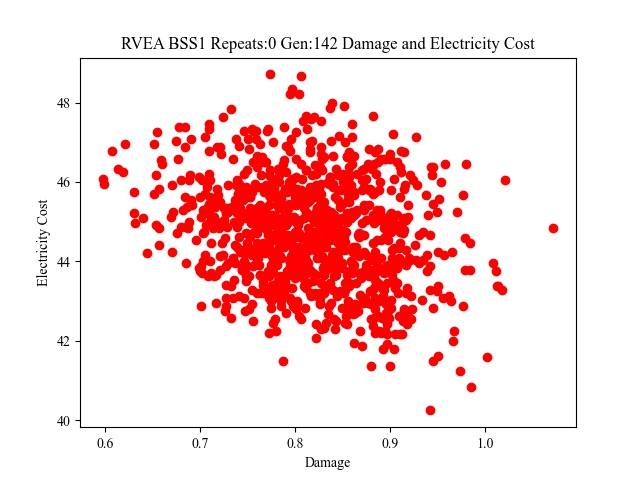 RVEA BSS1 Repeats:0 Gen:142 Damage and Electricity Cost
48
46
44
42
40
Electricity Cost
0.6 0.7 0.8 0.9 1.0
Damage